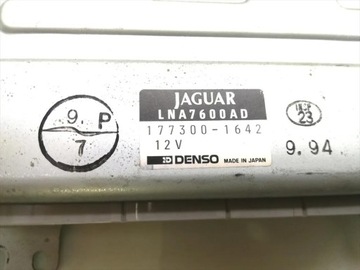 JAGUAR
LNA7600AD
177300-1642
12V
DENSO MADE IN JAPAN
9. P
7
23
9.94